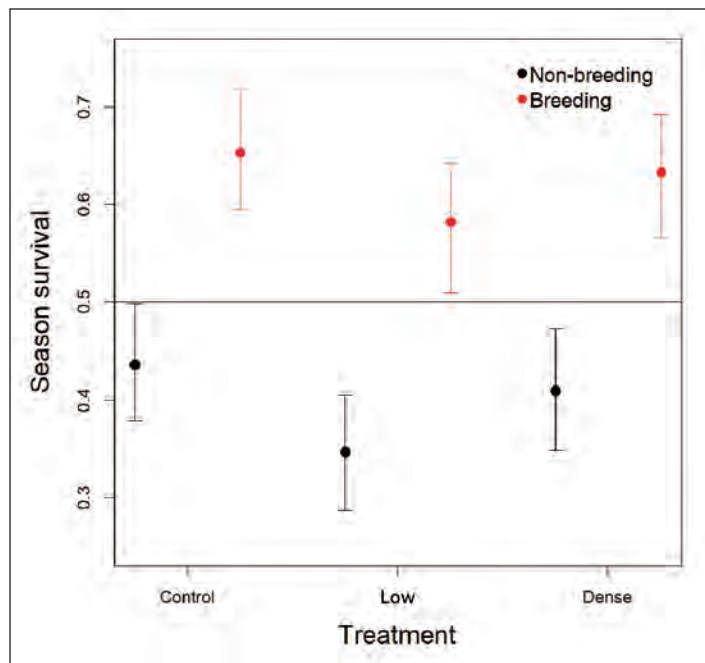 Non-breeding
Breeding
Season survival
0.7
0.6
0.5
0.4
0.3
Control
Low
Dense
Treatment